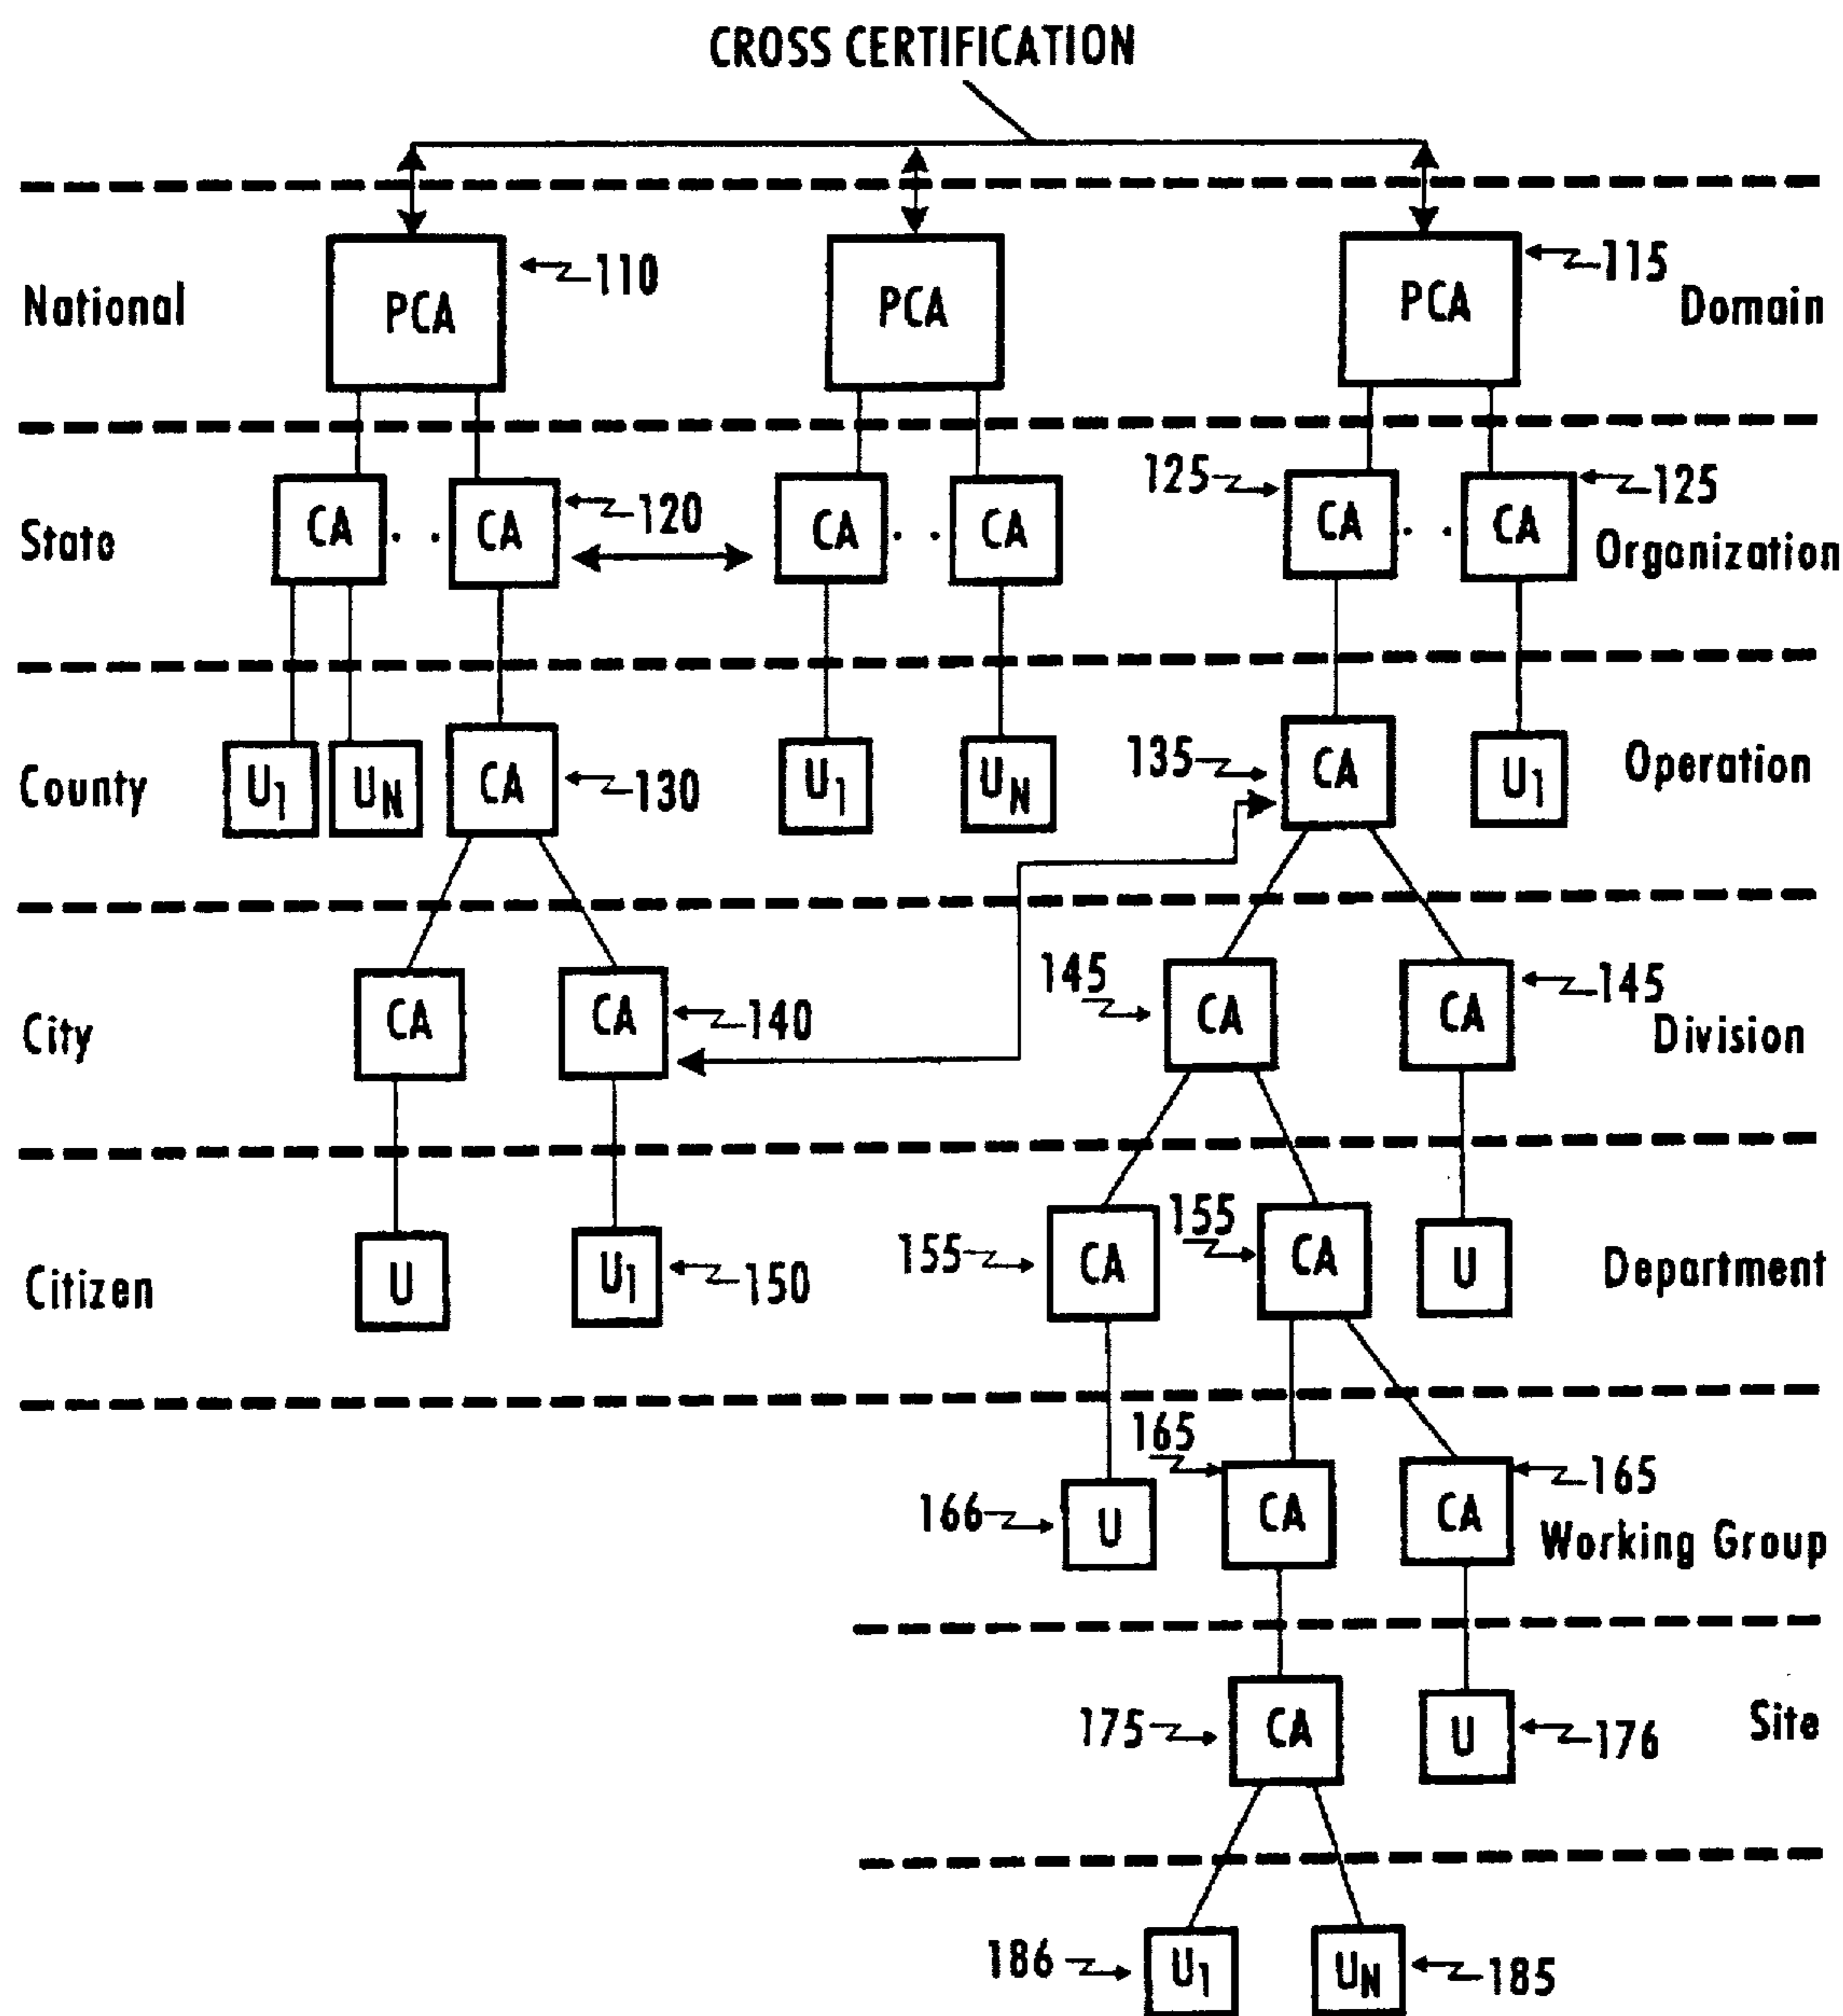 CROSS CERTIFICATION
National PCA 110 PCA PCA 115 Domain
State CA . . CA 120 CA . . CA 125 CA . . CA 125 Organization
County U1 UN CA 130 U1 UN 135 CA U1 Operation
City CA CA 140 145 CA CA 145 Division
Citizen U U1 150 155 CA 155 CA U Department
166 U 165 CA CA 165 Working Group
175 CA U 176 Site
186 U1 UN 185